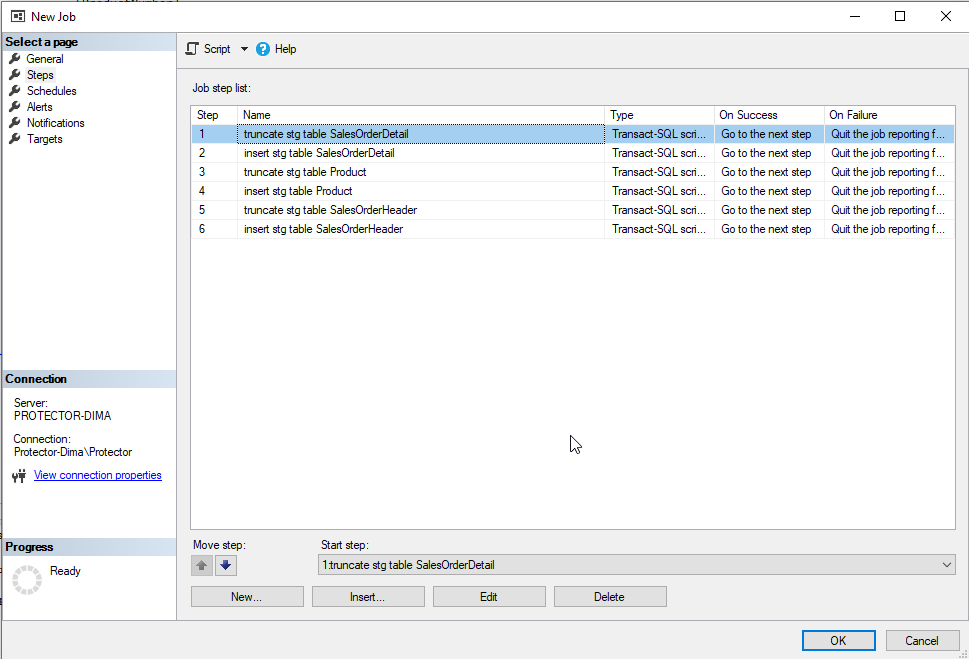 New Job
Select a page
General
Steps
Schedules
Alerts
Notifications
Targets
Script
Help
Job step list:
Step Name Type On Success On Failure
1 truncate stg table SalesOrderDetail Transact-SQL scri... Go to the next step Quit the job reporting f...
2 insert stg table SalesOrderDetail Transact-SQL scri... Go to the next step Quit the job reporting f...
3 truncate stg table Product Transact-SQL scri... Go to the next step Quit the job reporting f...
4 insert stg table Product Transact-SQL scri... Go to the next step Quit the job reporting f...
5 truncate stg table SalesOrderHeader Transact-SQL scri... Go to the next step Quit the job reporting f...
6 insert stg table SalesOrderHeader Transact-SQL scri... Go to the next step Quit the job reporting f...
Connection
Server:
PROTECTOR-DIMA
Connection:
Protector-Dima\Protector
View connection properties
Progress
Ready
Move step:
Start step:
1:truncate stg table SalesOrderDetail
New...
Insert...
Edit
Delete
OK
Cancel